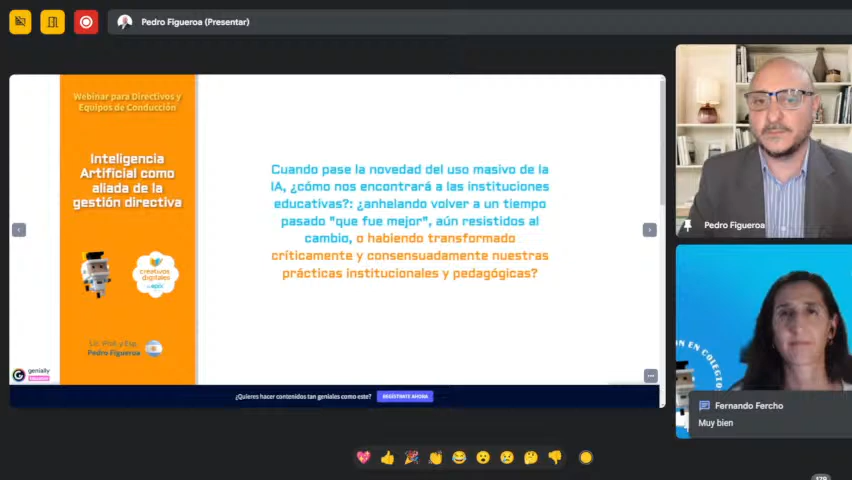 Pedro Figueroa (Presentar)
Webinar para Directivos y
Equipos de Conducción
Inteligencia
Artificial como
aliada de la
gestión directiva
creativos
digitales
Lic. Prof. y Esp.
Pedro Figueroa
genially
Cuando pase la novedad del uso masivo de la
IA, ¿cómo nos encontrará a las instituciones
educativas?: ¿anhelando volver a un tiempo
pasado "que fue mejor", aún resistidos al
cambio, o habiendo transformado
críticamente y consensuadamente nuestras
prácticas institucionales y pedagógicas?
¿Quieres hacer contenidos tan geniales como este?
REGÍSTRATE AHORA
Pedro Figueroa
ON EN COLEGIO
Fernando Fercho
Muy bien